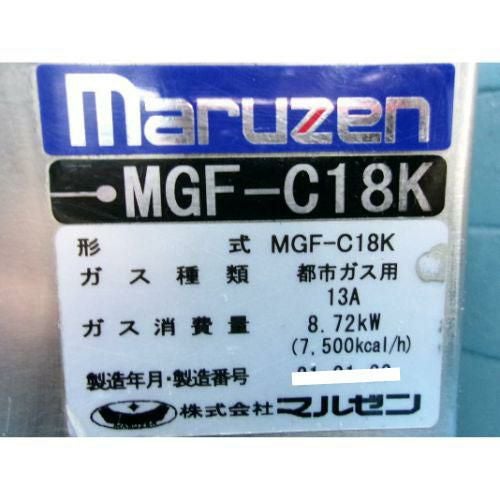 maruzen
MGF-C18K
形 式 MGF-C18K
ガス種類 都市ガス用
13A
ガス消費量 8.72kW
(7,500kcal/h)
製造年月・製造番号
株式会社 マルゼン